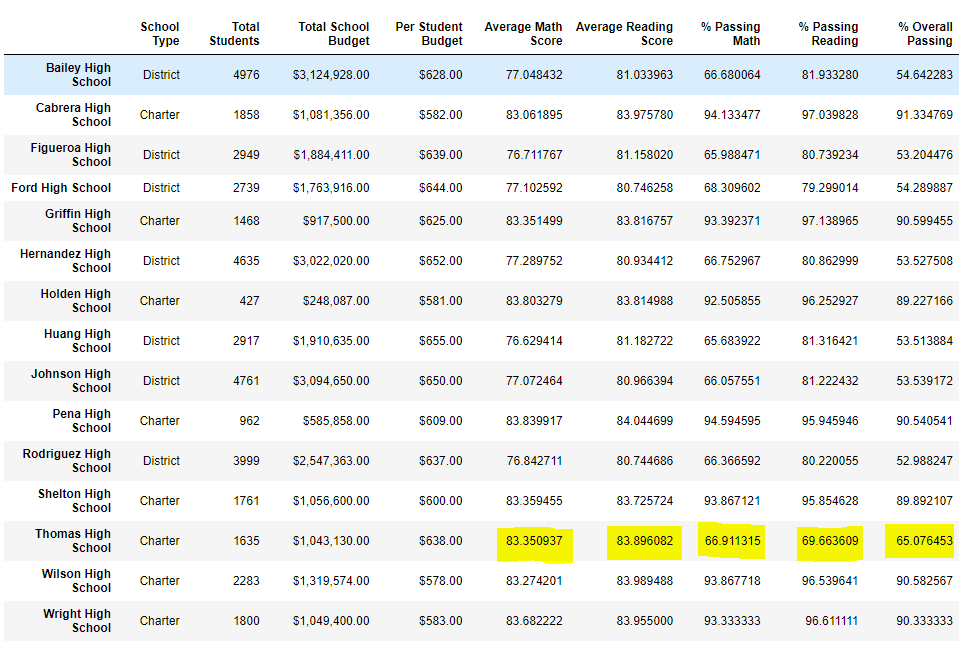 School Type Total Students Total School Budget Per Student Budget Average Math Score Average Reading Score % Passing Math % Passing Reading % Overall Passing
Bailey High School District 4976 $3,124,928.00 $628.00 77.048432 81.033963 66.680064 81.933280 54.642283
Cabrera High School Charter 1858 $1,081,356.00 $582.00 83.061895 83.975780 94.133477 97.039828 91.334769
Figueroa High School District 2949 $1,884,411.00 $639.00 76.711767 81.158020 65.988471 80.739234 53.204476
Ford High School District 2739 $1,763,916.00 $644.00 77.102592 80.746258 68.309602 79.299014 54.289887
Griffin High School Charter 1468 $917,500.00 $625.00 83.351499 83.816757 93.392371 97.138965 90.599455
Hernandez High School District 4635 $3,022,020.00 $652.00 77.289752 80.934412 66.752967 80.862999 53.527508
Holden High School Charter 427 $248,087.00 $581.00 83.803279 83.814988 92.505855 96.252927 89.227166
Huang High School District 2917 $1,910,635.00 $655.00 76.629414 81.182722 65.683922 81.316421 53.513884
Johnson High School District 4761 $3,094,650.00 $650.00 77.072464 80.966394 66.057551 81.222432 53.539172
Pena High School Charter 962 $585,858.00 $609.00 83.839917 84.044699 94.594595 95.945946 90.540541
Rodriguez High School District 3999 $2,547,363.00 $637.00 76.842711 80.744686 66.366592 80.220055 52.988247
Shelton High School Charter 1761 $1,056,600.00 $600.00 83.359455 83.725724 93.867121 95.854628 89.892107
Thomas High School Charter 1635 $1,043,130.00 $638.00 83.350937 83.896082 66.911315 69.663609 65.076453
Wilson High School Charter 2283 $1,319,574.00 $578.00 83.274201 83.989488 93.867718 96.539641 90.582567
Wright High School Charter 1800 $1,049,400.00 $583.00 83.682222 83.955000 93.333333 96.611111 90.333333